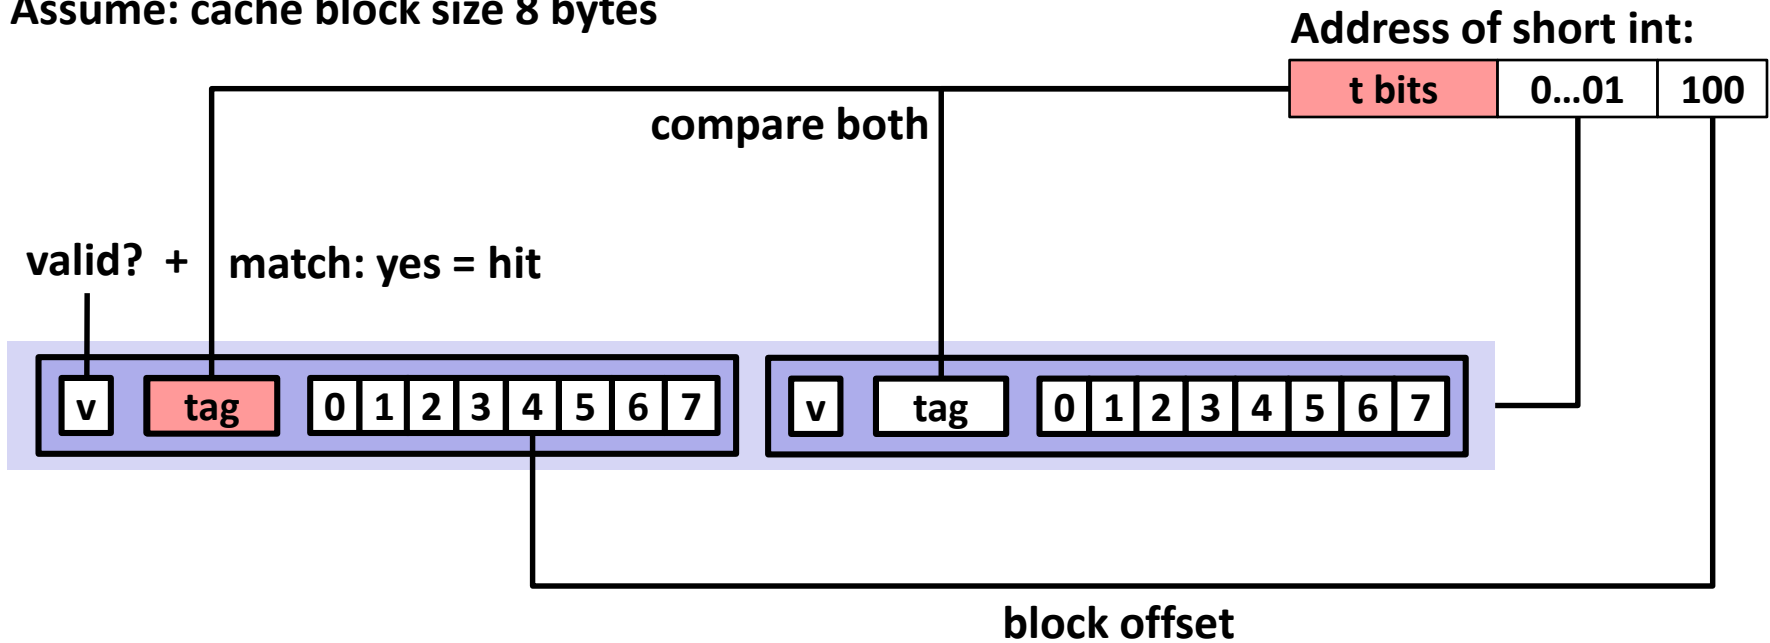 Assume: cache block size 8 bytes
Address of short int:
t bits 0...01 100
compare both
valid? + match: yes = hit
v tag 0 1 2 3 4 5 6 7 v tag 0 1 2 3 4 5 6 7
block offset